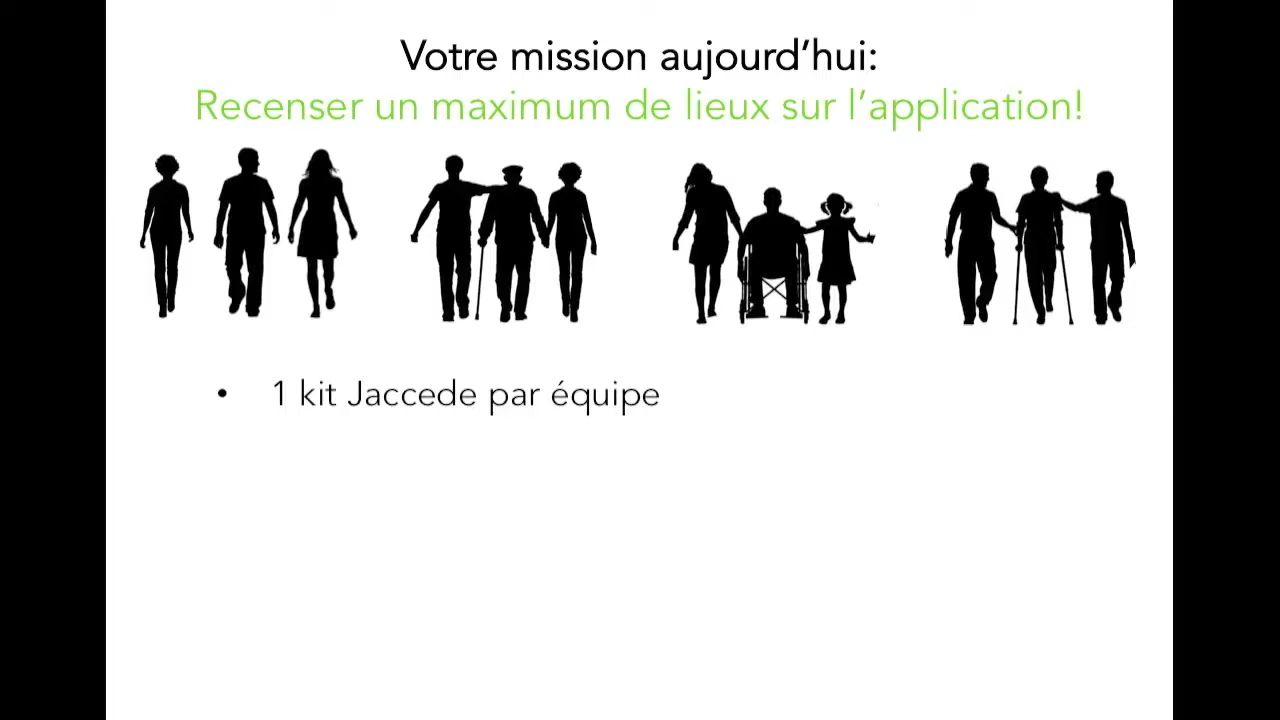 Votre mission aujourd’hui:
Recenser un maximum de lieux sur l’application!
• 1 kit Jaccede par équipe